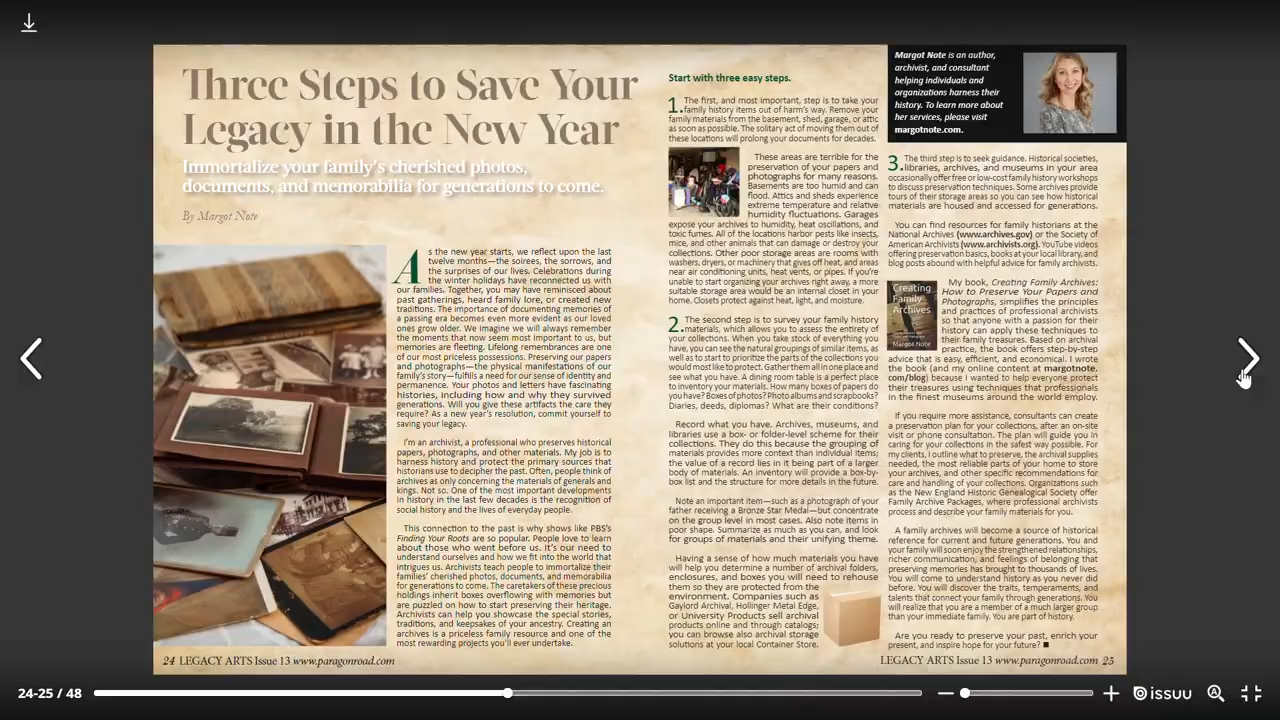 Three Steps to Save Your
Legacy in the New Year
Immortalize your family's cherished photos,
documents, and memorabilia for generations to come.
By Margot Note
As the new year starts, we reflect upon the last
twelve months—the soirees, the sorrows, and
the surprises of our lives. Celebrations during
the winter holidays have reconnected us with
our families. Together, you may have reminisced about
past gatherings, heard family lore, or created new
traditions. The importance of documenting memories of
a passing era becomes even more evident as our loved
ones grow older. We imagine we will always remember
the moments that now seem most important to us, but
memories are fleeting. Lifelong remembrances are one
of our most priceless possessions. Preserving our papers
and photographs—the physical manifestations of our
family's story—fulfills a need for our sense of identity and
permanence. Your photos and letters have fascinating
histories, including how and why they survived
generations. Will you give these artifacts the care they
require? As a new year's resolution, commit yourself to
saving your legacy.
I'm an archivist, a professional who preserves historical
papers, photographs, and other materials. My job is to
harness history and protect the primary sources that
historians use to decipher the past. Often, people think of
archives as only concerning the materials of generals and
kings. Not so. One of the most important developments
in history in the last few decades is the recognition of
social history and the lives of everyday people.
This connection to the past is why shows like PBS's
Finding Your Roots are so popular. People love to learn
about those who went before us. It's our need to
understand ourselves and how we fit into the world that
intrigues us. Archivists teach people to immortalize their
families' cherished photos, documents, and memorabilia
for generations to come. The caretakers of these precious
holdings inherit boxes overflowing with memories but
are puzzled on how to start preserving their heritage.
Archivists can help you showcase the special stories,
traditions, and keepsakes of your ancestry. Creating an
archives is a priceless family resource and one of the
most rewarding projects you'll ever undertake.
24 LEGACY ARTS Issue 13 www.paragonroad.com
Start with three easy steps.
1. The first, and most important, step is to take your
family history items out of harm's way. Remove your
family materials from the basement, shed, garage, or attic
as soon as possible. The solitary act of moving them out of
these locations will prolong your documents for decades.
These areas are terrible for the
preservation of your papers and
photographs for many reasons.
Basements are too humid and can
flood. Attics and sheds experience
extreme temperature and relative
humidity fluctuations. Garages
expose your archives to humidity, heat oscillations, and
toxic fumes. All of the locations harbor pests like insects,
mice, and other animals that can damage or destroy your
collections. Other poor storage areas are rooms with
washers, dryers, or machinery that gives off heat, and areas
near air conditioning units, heat vents, or pipes. If you're
unable to start organizing your archives right away, a more
suitable storage area would be an internal closet in your
home. Closets protect against heat, light, and moisture.
2. The second step is to survey your family history
materials, which allows you to assess the entirety of
your collections. When you take stock of everything you
have, you can see the natural groupings of similar items, as
well as to start to prioritize the parts of the collections you
would most like to protect. Gather them all in one place and
see what you have. A dining room table is a perfect place
to inventory your materials. How many boxes of papers do
you have? Boxes of photos? Photo albums and scrapbooks?
Diaries, deeds, diplomas? What are their conditions?
Record what you have. Archives, museums, and
libraries use a box- or folder-level scheme for their
collections. They do this because the grouping of
materials provides more context than individual items;
the value of a record lies in it being part of a larger
body of materials. An inventory will provide a box-by-
box list and the structure for more details in the future.
Note an important item—such as a photograph of your
father receiving a Bronze Star Medal—but concentrate
on the group level in most cases. Also note items in
poor shape. Summarize as much as you can, and look
for groups of materials and their unifying theme.
Having a sense of how much materials you have
will help you determine a number of archival folders,
enclosures, and boxes you will need to rehouse
them so they are protected from the
environment. Companies such as
Gaylord Archival, Hollinger Metal Edge,
or University Products sell archival
products online and through catalogs;
you can browse also archival storage
solutions at your local Container Store.
Margot Note is an author,
archivist, and consultant
helping individuals and
organizations harness their
history. To learn more about
her services, please visit
margotnote.com.
3. The third step is to seek guidance. Historical societies,
libraries, archives, and museums in your area
occasionally offer free or low-cost family history workshops
to discuss preservation techniques. Some archives provide
tours of their storage areas so you can see how historical
materials are housed and accessed for generations.
You can find resources for family historians at the
National Archives (www.archives.gov) or the Society of
American Archivists (www.archivists.org). YouTube videos
offering preservation basics, books at your local library, and
blog posts abound with helpful advice for family archivists.
Creating
Family
Archives
Margot Note
My book, Creating Family Archives:
How to Preserve Your Papers and
Photographs, simplifies the principles
and practices of professional archivists
so that anyone with a passion for their
history can apply these techniques to
their family treasures. Based on archival
practice, the book offers step-by-step
advice that is easy, efficient, and economical. I wrote
the book (and my online content at margotnote.
com/blog) because I wanted to help everyone protect
their treasures using techniques that professionals
in the finest museums around the world employ.
If you require more assistance, consultants can create
a preservation plan for your collections, after an on-site
visit or phone consultation. The plan will guide you in
caring for your collections in the safest way possible. For
my clients, I outline what to preserve, the archival supplies
needed, the most reliable parts of your home to store
your archives, and other specific recommendations for
care and handling of your collections. Organizations such
as the New England Historic Genealogical Society offer
Family Archive Packages, where professional archivists
process and describe your family materials for you.
A family archives will become a source of historical
reference for current and future generations. You and
your family will soon enjoy the strengthened relationships,
richer communication, and feelings of belonging that
preserving memories has brought to thousands of lives.
You will come to understand history as you never did
before. You will discover the traits, temperaments, and
talents that connect your family through generations. You
will realize that you are a member of a much larger group
than your immediate family. You are part of history.
Are you ready to preserve your past, enrich your
present, and inspire hope for your future? ■
LEGACY ARTS Issue 13 www.paragonroad.com 25
24-25 / 48
issuu